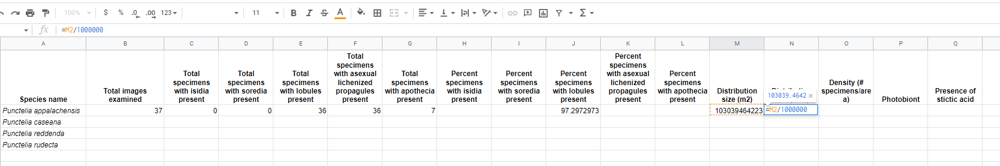 100% $ % .0 .00 123 11 B I S A
fx =M2/1000000
A B C D E F G H I J K L M N O P Q
Species name
Total images
examined
Total
specimens
with isidia
present
Total
specimens
with soredia
present
Total
specimens
with lobules
present
Total
specimens
with asexual
lichenized
propagules
present
Total
specimens
with apothecia
present
Percent
specimens
with isidia
present
Percent
specimens
with soredia
present
Percent
specimens
with lobules
present
Percent
specimens
with asexual
lichenized
propagules
present
Percent
specimens
with apothecia
present
Distribution
size (m2)
103039.4642 ×
Density (#
specimens/are
a)
Photobiont
Presence of
stictic acid
Punctelia appalachensis 37 0 0 36 36 7 97.2972973 103039464223 =M2/1000000
Punctelia caseana
Punctelia reddenda
Punctelia rudecta